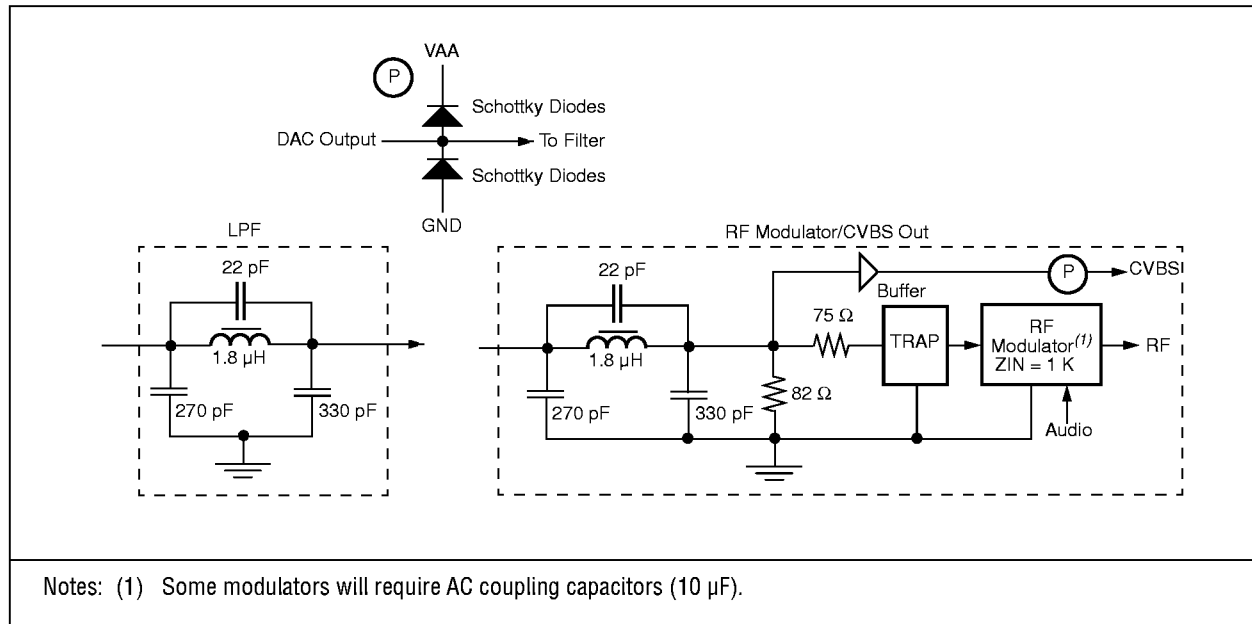 VAA
P
Schottky Diodes
DAC Output
To Filter
Schottky Diodes
GND
LPF
22 pF
1.8 µH
270 pF
330 pF
RF Modulator/CVBS Out
22 pF
1.8 µH
270 pF
330 pF
Buffer
P
CVBS
75 Ω
82 Ω
TRAP
RF
Modulator(1)
ZIN = 1 K
RF
Audio
Notes: (1) Some modulators will require AC coupling capacitors (10 µF).